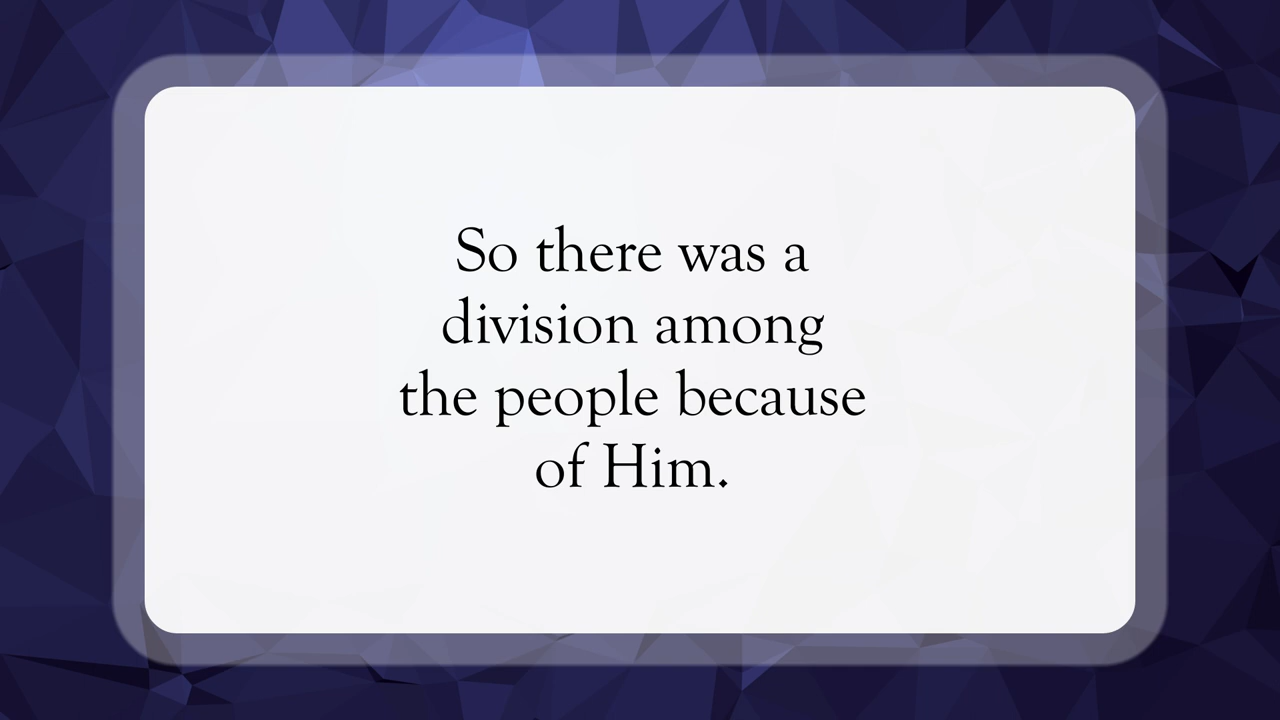 So there was a
division among
the people because
of Him.